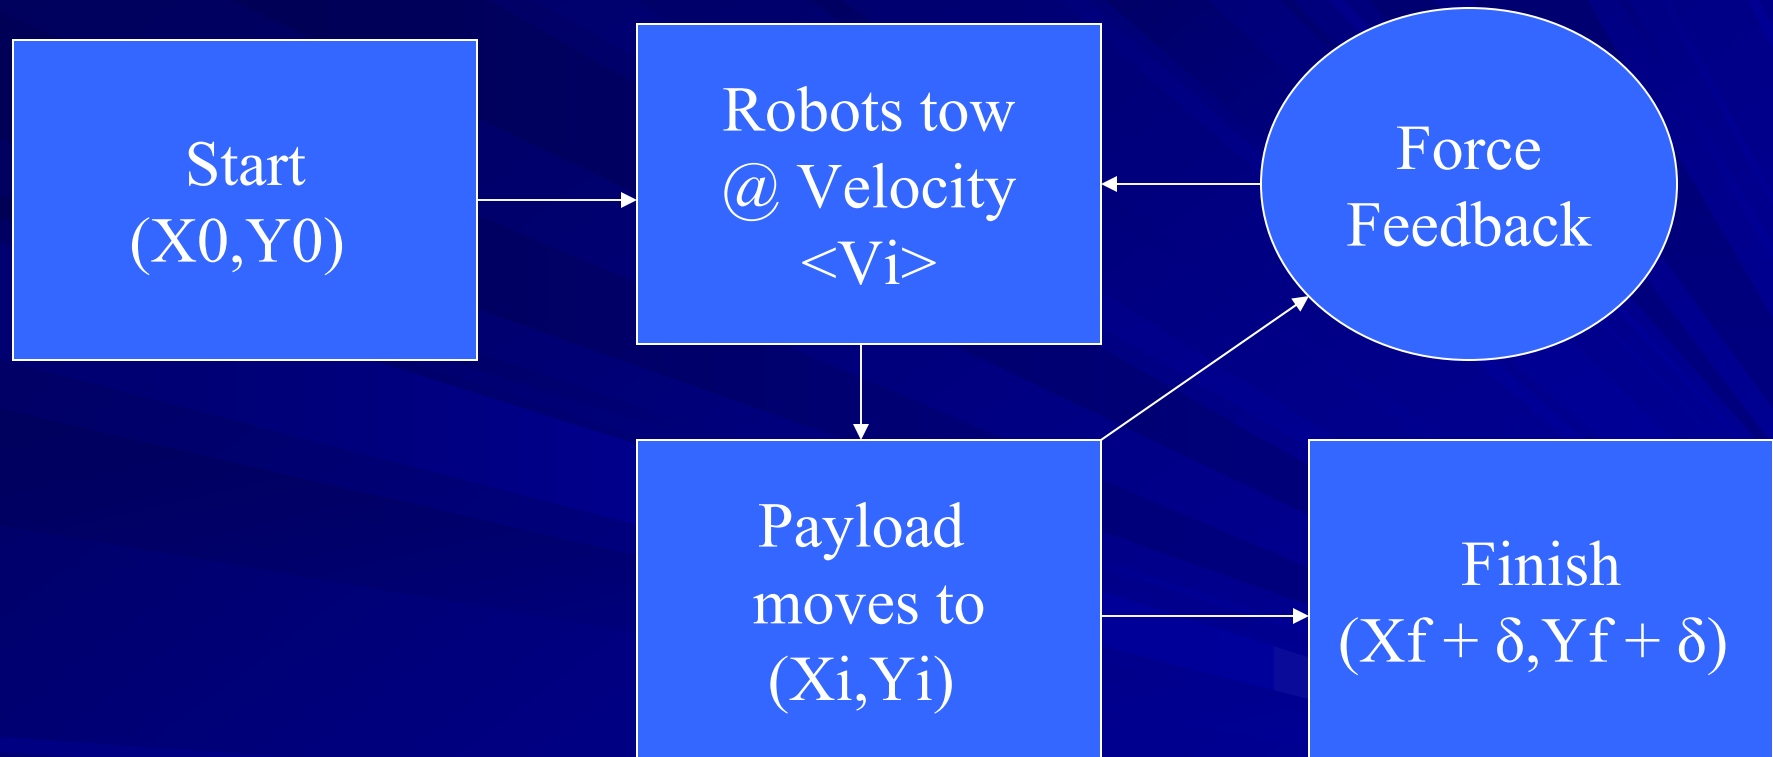 Start
(X0,Y0)
Robots tow
@ Velocity
<Vi>
Force
Feedback
Payload
moves to
(Xi,Yi)
Finish
(Xf + δ,Yf + δ)